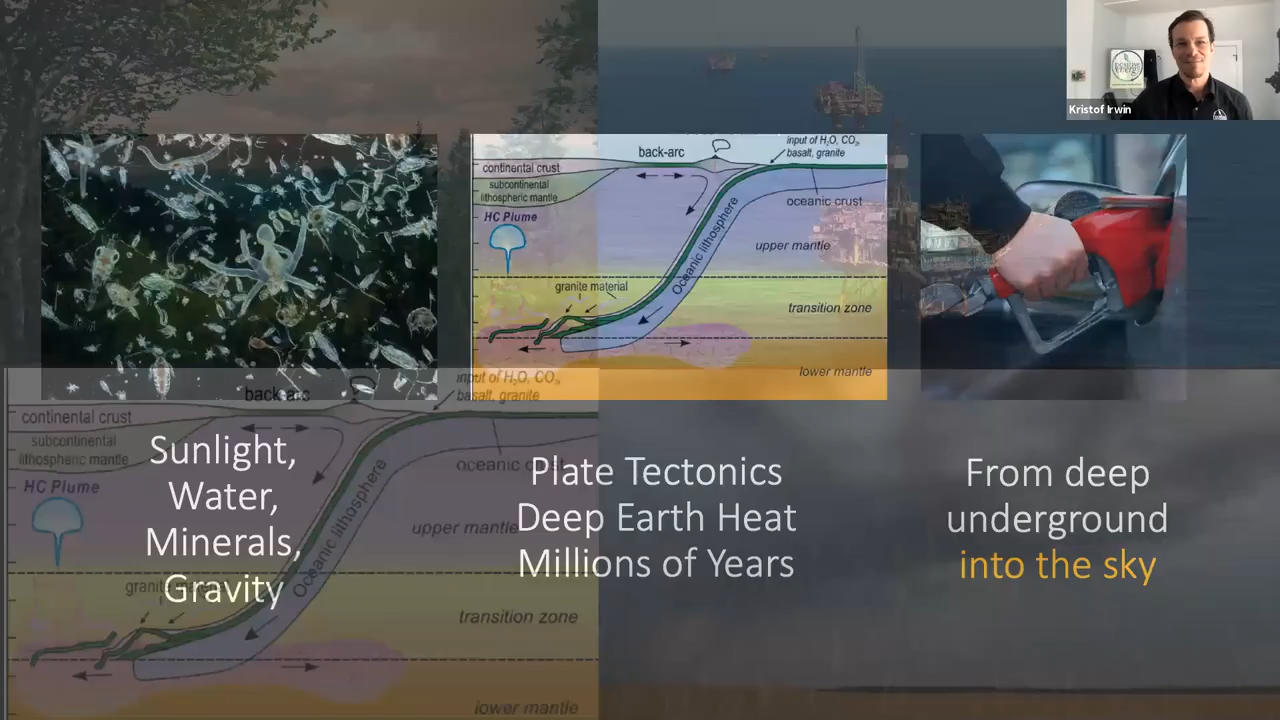 Kristof Irwin
back-arc
input of H₂O, CO₂,
basalt, granite
continental crust
subcontinental
lithospheric mantle
oceanic crust
HC Plume
Oceanic lithosphere
upper mantle
granite material
transition zone
lower mantle
back-arc
input of H₂O, CO₂,
basalt, granite
continental crust
subcontinental
lithospheric mantle
oceanic
HC Plume
Oceanic lithosphere
upper mantle
transition zone
lower mantle
Sunlight,
Water,
Minerals,
Gravity
Plate Tectonics
Deep Earth Heat
Millions of Years
From deep
underground
into the sky